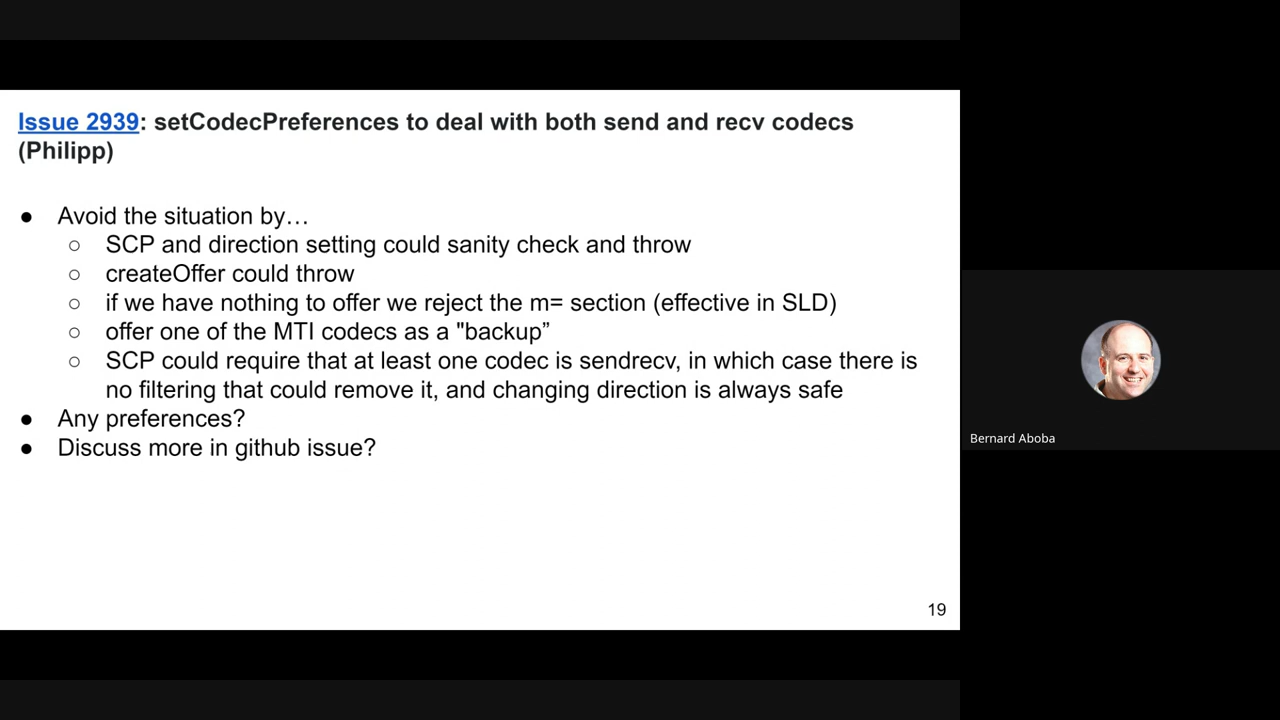 Issue 2939: setCodecPreferences to deal with both send and recv codecs
(Philipp)
● Avoid the situation by…
○ SCP and direction setting could sanity check and throw
○ createOffer could throw
○ if we have nothing to offer we reject the m= section (effective in SLD)
○ offer one of the MTI codecs as a "backup”
○ SCP could require that at least one codec is sendrecv, in which case there is
no filtering that could remove it, and changing direction is always safe
● Any preferences?
● Discuss more in github issue?
19
Bernard Aboba